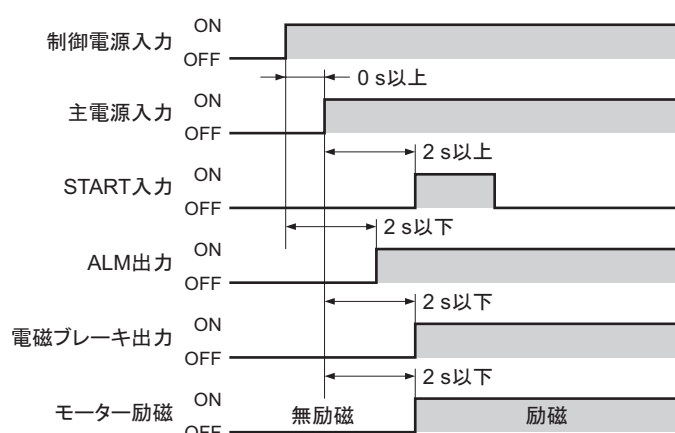 制御電源入力 ON
OFF
0 s以上
主電源入力 ON
OFF
2 s以上
START入力 ON
OFF
2 s以下
ALM出力 ON
OFF
2 s以下
電磁ブレーキ出力 ON
OFF
2 s以下
モーター励磁 ON
OFF 無励磁 励磁